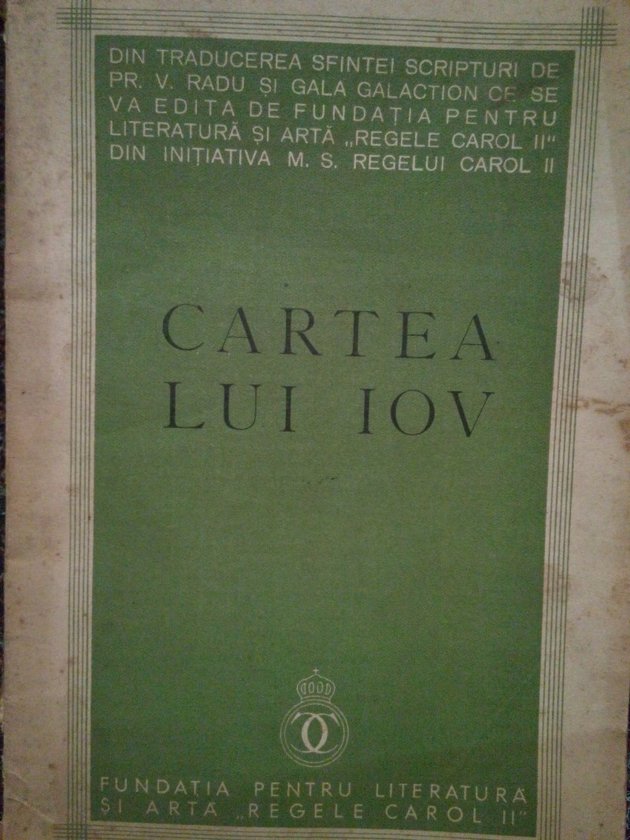 DIN TRADUCEREA SFINTEI SCRIPTURI DE
PR. V. RADU ȘI GALA GALACTION CE SE
VA EDITA DE FUNDAȚIA PENTRU
LITERATURĂ ȘI ARTĂ „REGELE CAROL II"
DIN INIȚIATIVA M. S. REGELUI CAROL II
CARTEA
LUI IOV
FUNDAȚIA PENTRU LITERATURĂ
ȘI ARTĂ „REGELE CAROL II"